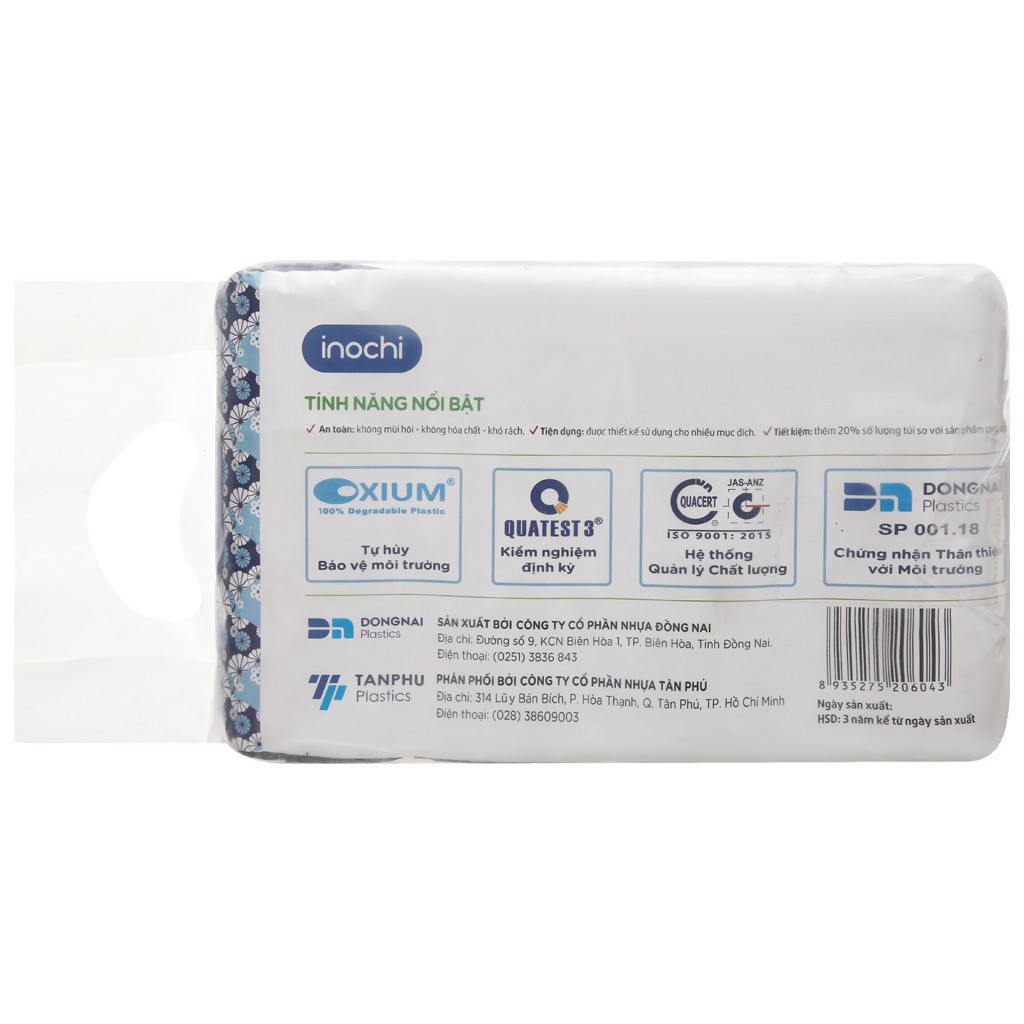 inochi
TÍNH NĂNG NỔI BẬT
✓ An toàn: không mùi hôi - không hóa chất - khó rách. ✓ Tiện dụng: được thiết kế sử dụng cho nhiều mục đích. ✓ Tiết kiệm: thêm 20% số lượng túi so với sản phẩm
OXIUM®
100% Degradable Plastic
Tự hủy
Bảo vệ môi trường
QUATEST 3®
Kiểm nghiệm
định kỳ
QUACERT
JAS-ANZ
ISO 9001: 2015
Hệ thống
Quản lý Chất lượng
DONGNAI
Plastics
SP 001.18
Chứng nhận Thân thiện
với Môi trường
DONGNAI
Plastics
SẢN XUẤT BỞI CÔNG TY CỔ PHẦN NHỰA ĐỒNG NAI
Địa chỉ: Đường số 9, KCN Biên Hòa 1, TP. Biên Hòa, Tỉnh Đồng Nai.
Điện thoại: (0251) 3836 843
TANPHU
Plastics
PHÂN PHỐI BỞI CÔNG TY CỔ PHẦN NHỰA TÂN PHÚ
Địa chỉ: 314 Lũy Bán Bích, P. Hòa Thạnh, Q. Tân Phú, TP. Hồ Chí Minh
Điện thoại: (028) 38609003
8 935275 206043
Ngày sản xuất:
HSD: 3 năm kể từ ngày sản xuất